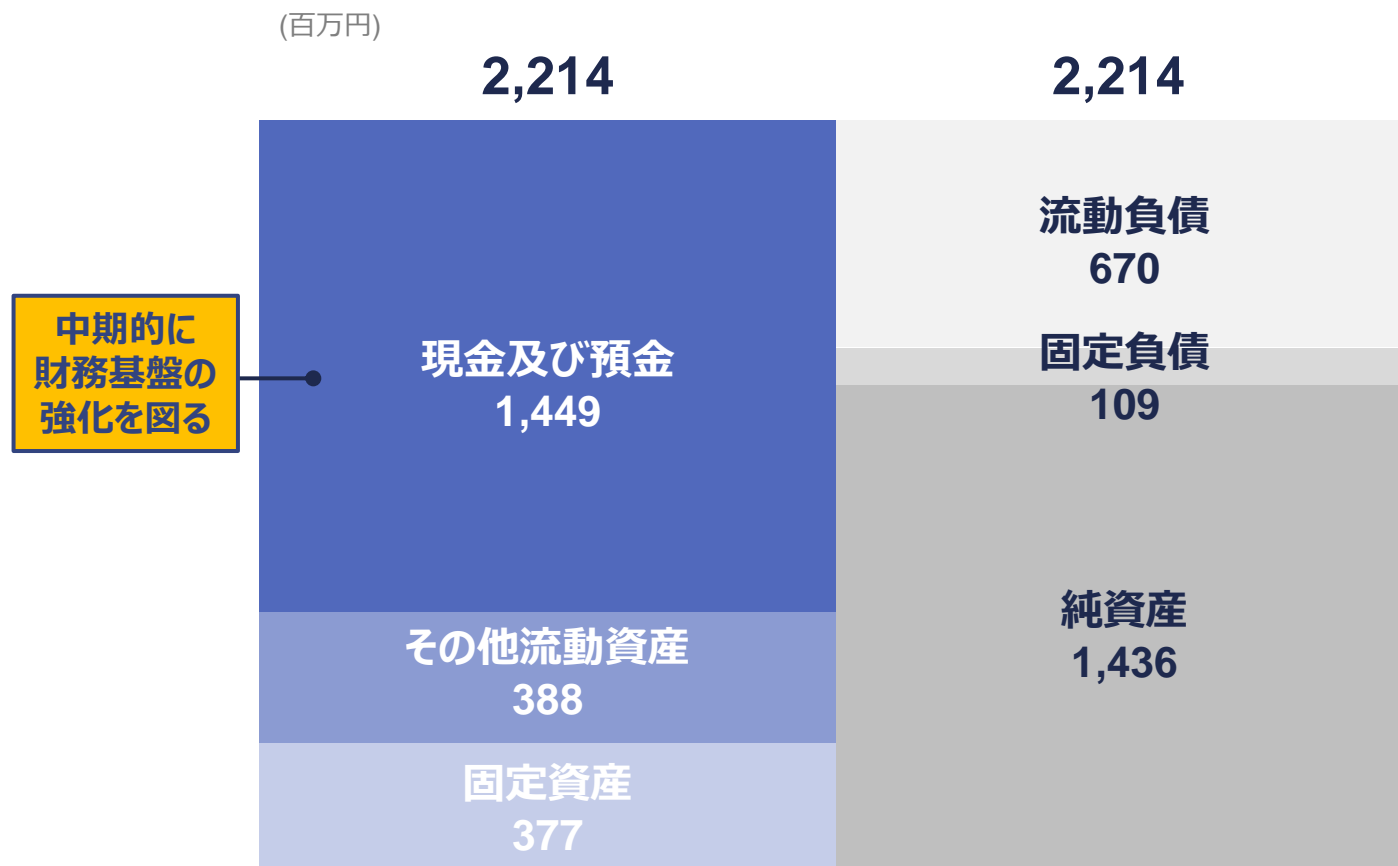 (百万円)
2,214
2,214
中期的に
財務基盤の
強化を図る
現金及び預金
1,449
その他流動資産
388
固定資産
377
流動負債
670
固定負債
109
純資産
1,436